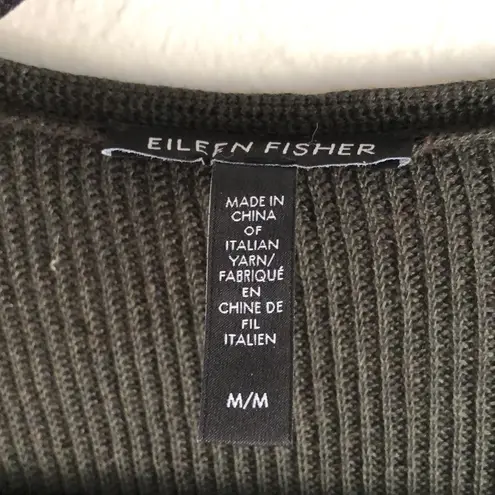 EILEEN FISHER
MADE IN
CHINA
OF
ITALIAN
YARN/
FABRIQUÉ
EN
CHINE DE
FIL
ITALIEN
M/M